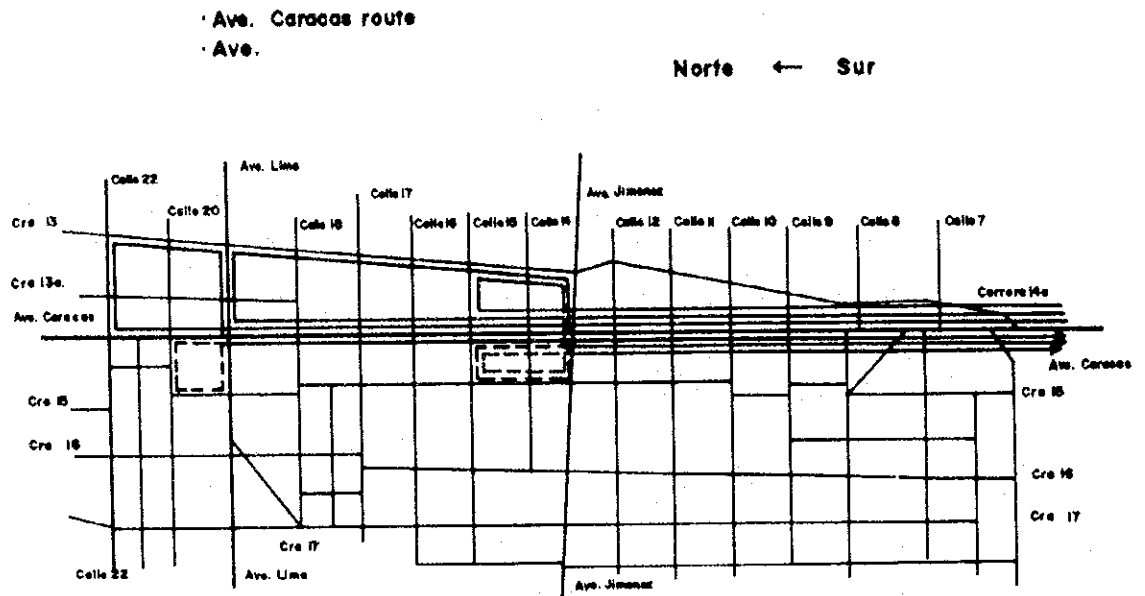 · Ave. Caracas route
· Ave.
Norte ← Sur
Ave. Lima
Calle 22
Calle 17
Ave. Jimenez
Calle 20
Cra 13
Calle 18
Calle 16
Calle 15
Calle 14
Calle 12
Calle 11
Calle 10
Calle 9
Calle 8
Calle 7
Cra 13a.
Carrera 14a
Ave. Caracas
Ave. Caracas
Cra 15
Cra 15
Cra 16
Cra 16
Cra 17
Cra 17
Calle 22
Ave. Lima
Ave. Jimenez